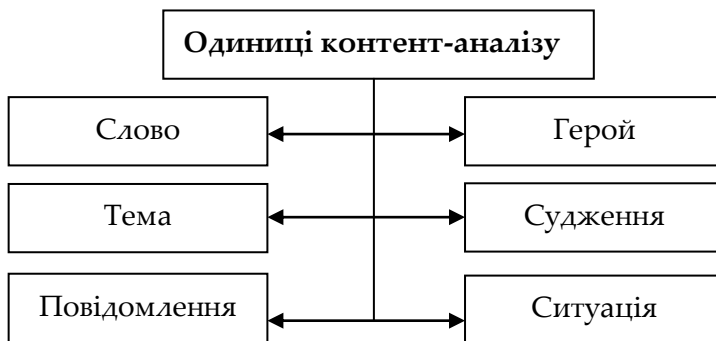 Одиниці контент-аналізу
Слово
Герой
Тема
Судження
Повідомлення
Ситуація